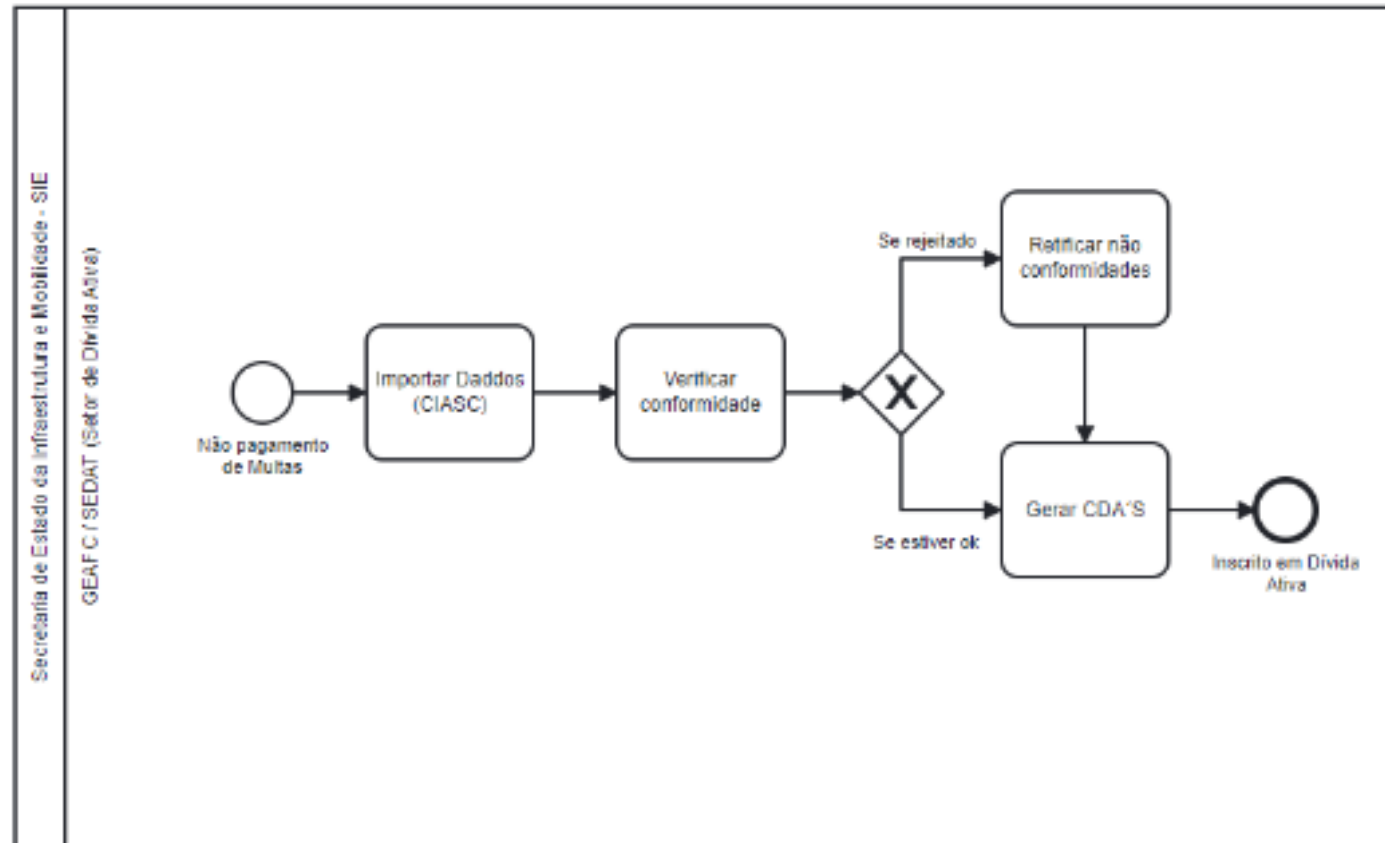 Secretaria de Estado da Infraestrutura e Mobilidade - SIE
GEAFC / SEDAT (Setor de Dívida Ativa)
Não pagamento
de Multas
Importar Daddos
(CIASC)
Verificar
conformidade
Se rejeitado
X
Se estiver ok
Retificar não
conformidades
Gerar CDA´S
Inscrito em Dívida
Ativa